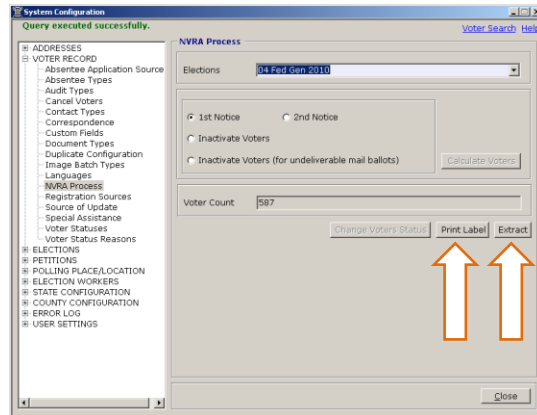 System Configuration
Query executed successfully.
Voter Search Help
ADDRESSES
VOTER RECORD
Absentee Application Source
Absentee Types
Audit Types
Cancel Voters
Contact Types
Correspondence
Custom Fields
Document Types
Duplicate Configuration
Image Batch Types
Languages
NVRA Process
Registration Sources
Source of Update
Special Assistance
Voter Statuses
Voter Status Reasons
ELECTIONS
PETITIONS
POLLING PLACE/LOCATION
ELECTION WORKERS
STATE CONFIGURATION
COUNTY CONFIGURATION
ERROR LOG
USER SETTINGS
NVRA Process
Elections 04 Fed Gen 2010
1st Notice 2nd Notice
Inactivate Voters
Inactivate Voters (for undeliverable mail ballots) Calculate Voters
Voter Count 587
Change Voters Status Print Label Extract
Close